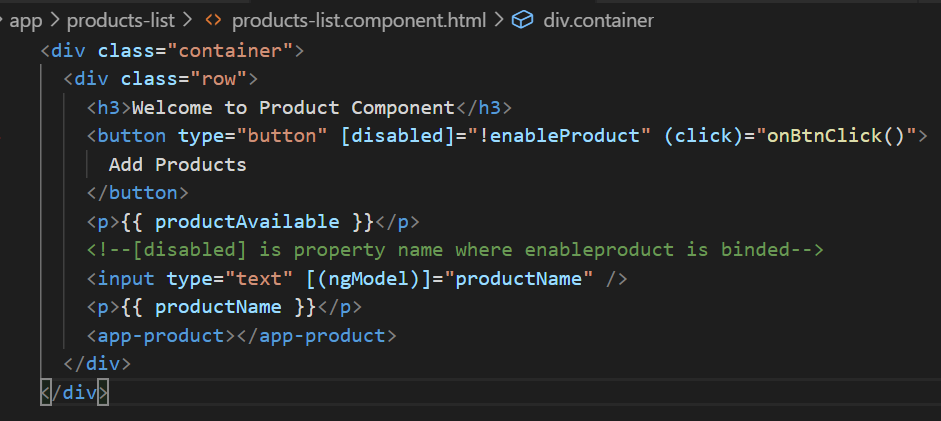 app > products-list > <> products-list.component.html > div.container
<div class="container">
<div class="row">
<h3>Welcome to Product Component</h3>
<button type="button" [disabled]="!enableProduct" (click)="onBtnClick()">
Add Products
</button>
<p>{{ productAvailable }}</p>
<!--[disabled] is property name where enableproduct is binded-->
<input type="text" [(ngModel)]="productName" />
<p>{{ productName }}</p>
<app-product></app-product>
</div>
</div>